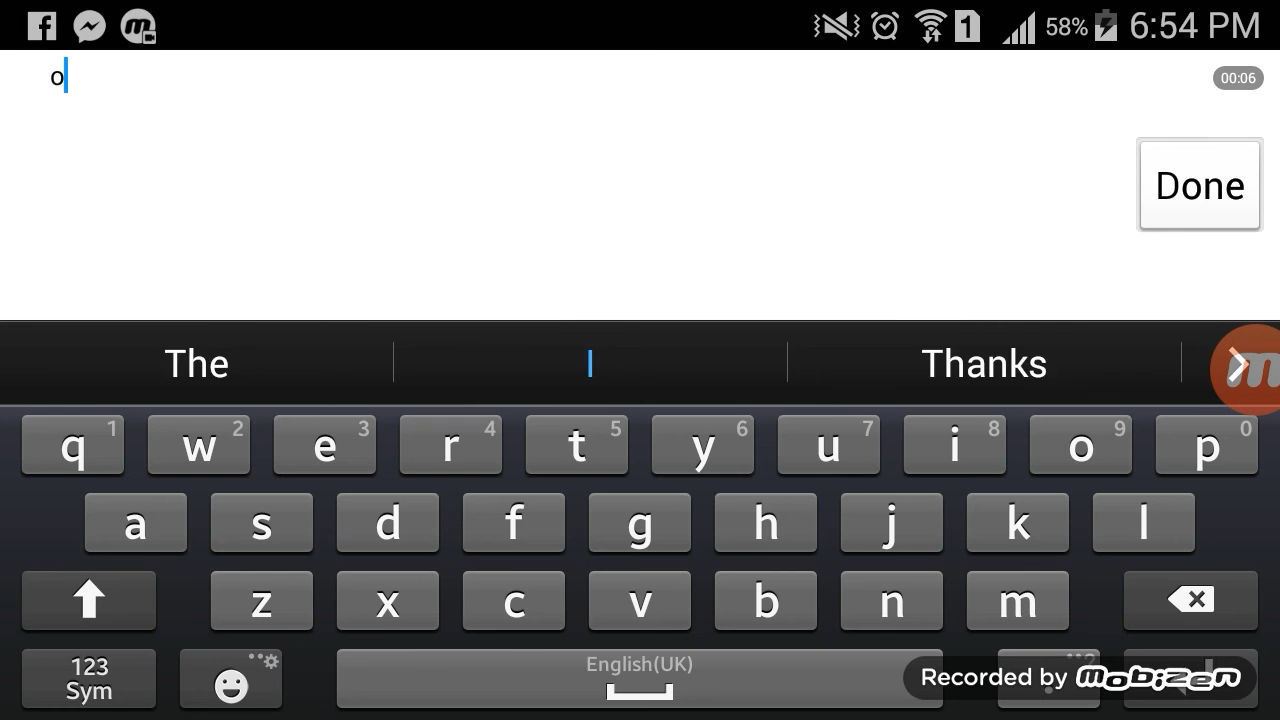 1 58% 6:54 PM
o
00:06
Done
The I Thanks
q 1 w 2 e 3 r 4 t 5 y 6 u 7 i 8 o 9 p 0
a s d f g h j k l
z x c v b n m
123
Sym
English(UK)
Recorded by mobizen